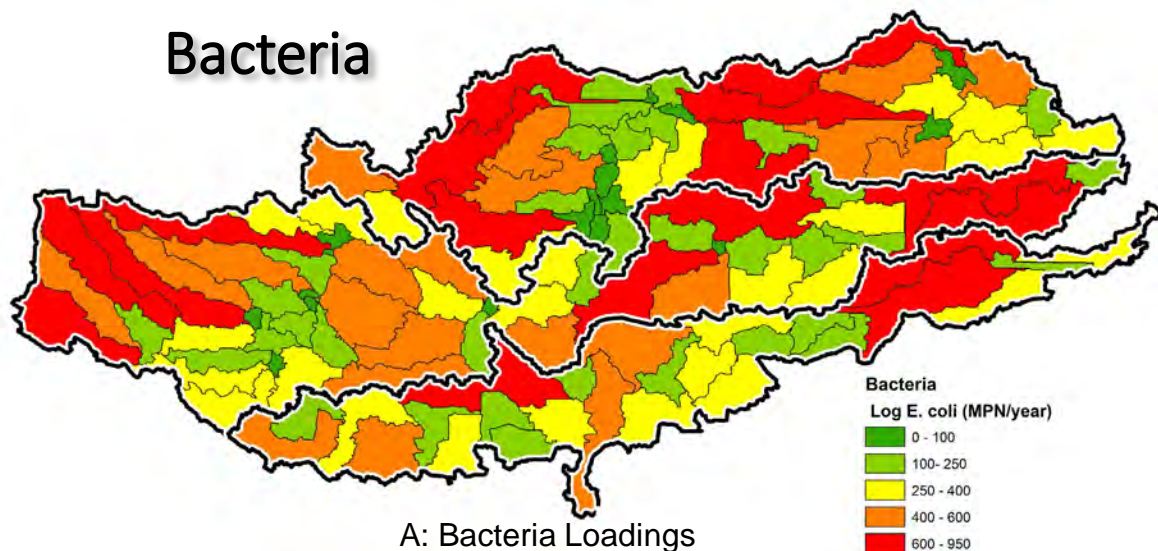 Bacteria
Bacteria
Log E. coli (MPN/year)
0 - 100
100- 250
250 - 400
400 - 600
600 - 950
A: Bacteria Loadings